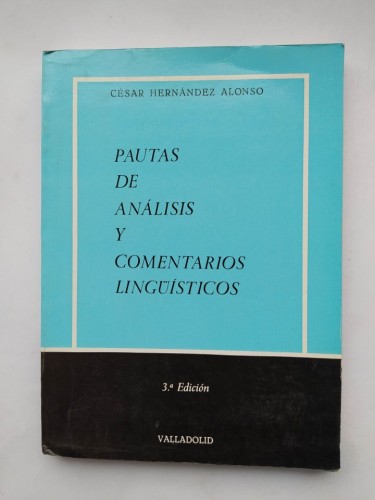 CÉSAR HERNÁNDEZ ALONSO
PAUTAS
DE
ANÁLISIS
Y
COMENTARIOS
LINGÜÍSTICOS
3.ª Edición
VALLADOLID